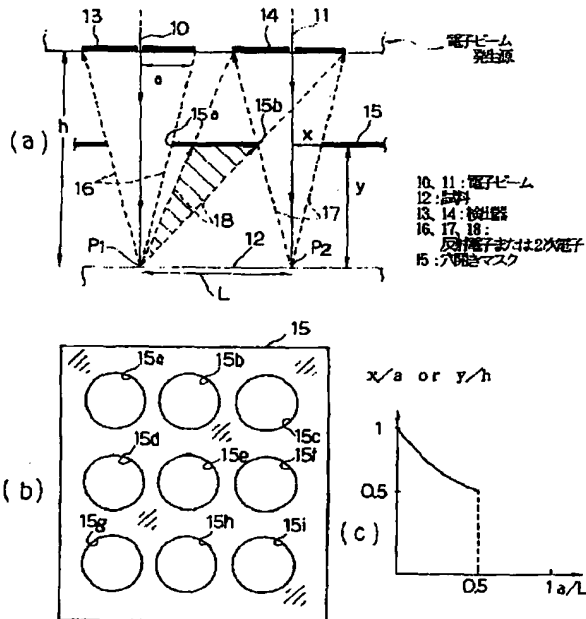 13
10
14
11
電子ビーム
発生源
a
15a
15b
15
(a)
h
x
y
16
18
17
P1
12
P2
L
10、11：電子ビーム
12：試料
13、14：検出器
16、17、18：
反射電子または2次電子
15：穴開きマスク
15
15a
15b
15c
15d
15e
15f
(b)
15g
15h
15i
x/a or y/h
1
0.5
(c)
0.5
1
a/L